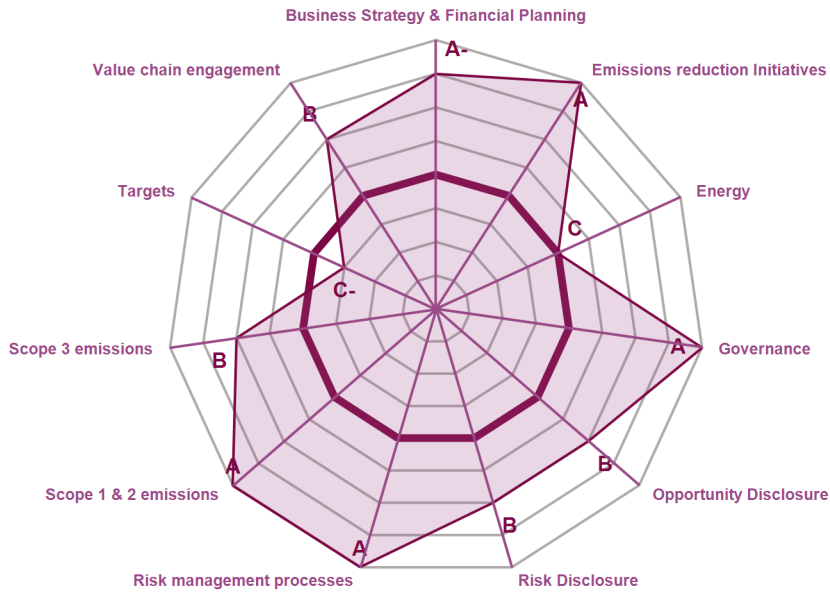 Business Strategy & Financial Planning
A-
Value chain engagement
Emissions reduction Initiatives
A
B
Targets
Energy
C
C-
Scope 3 emissions
B
A
Governance
A
B
Scope 1 & 2 emissions
Opportunity Disclosure
B
A
Risk management processes
Risk Disclosure